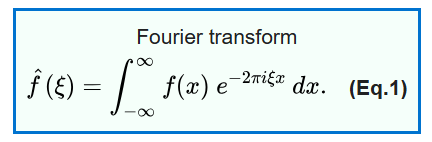 Fourier transform
f̂(ξ) = ∫_{-∞}^{∞} f(x) e^{-2πiξx} dx. (Eq.1)